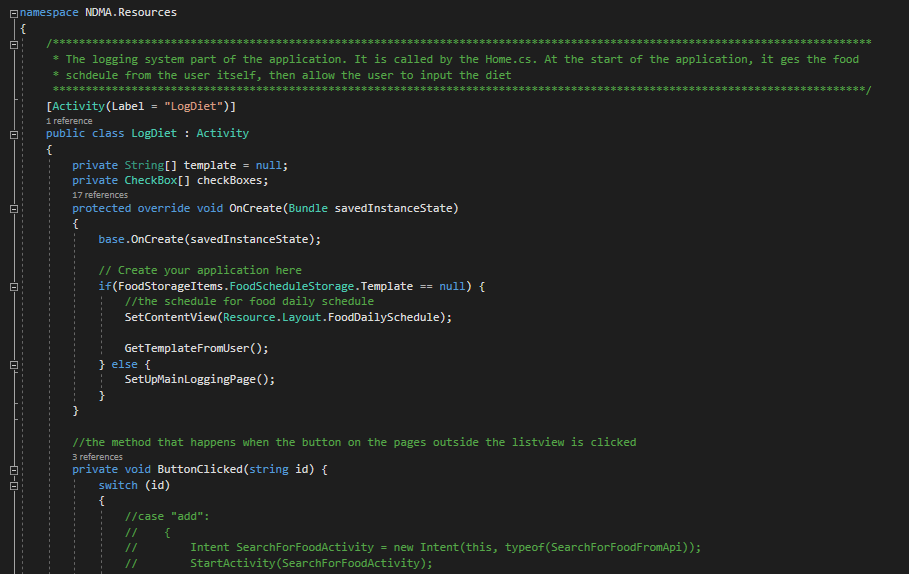 namespace NDMA.Resources
{
/*****************************************************************************************************************************
* The logging system part of the application. It is called by the Home.cs. At the start of the application, it ges the food
* schdeule from the user itself, then allow the user to input the diet
****************************************************************************************************************************/
[Activity(Label = "LogDiet")]
1 reference
public class LogDiet : Activity
{
private String[] template = null;
private CheckBox[] checkBoxes;
17 references
protected override void OnCreate(Bundle savedInstanceState)
{
base.OnCreate(savedInstanceState);
// Create your application here
if(FoodStorageItems.FoodScheduleStorage.Template == null) {
//the schedule for food daily schedule
SetContentView(Resource.Layout.FoodDailySchedule);
GetTemplateFromUser();
} else {
SetUpMainLoggingPage();
}
}
//the method that happens when the button on the pages outside the listview is clicked
3 references
private void ButtonClicked(string id) {
switch (id)
{
//case "add":
// {
// Intent SearchForFoodActivity = new Intent(this, typeof(SearchForFoodFromApi));
// StartActivity(SearchForFoodActivity);